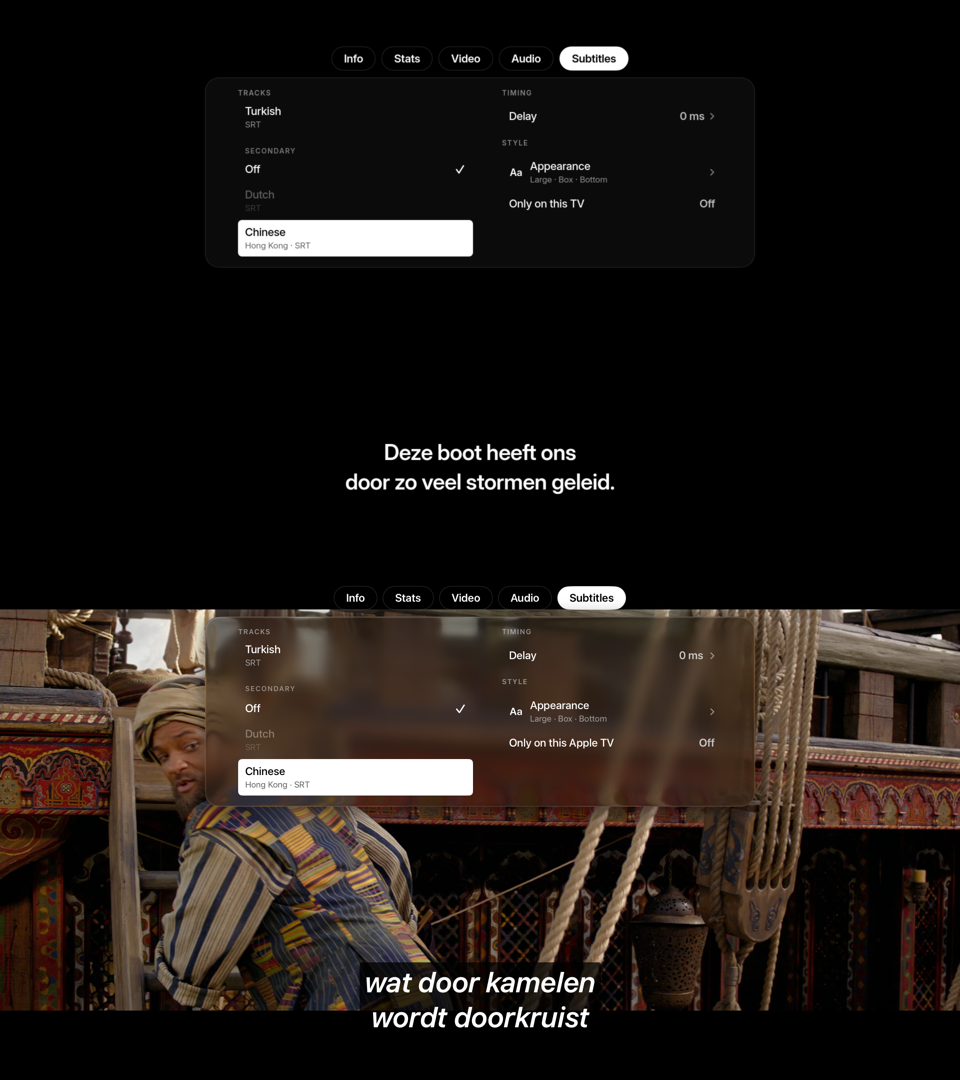 Info Stats Video Audio Subtitles
TRACKS
Turkish
SRT
SECONDARY
Off
Dutch
SRT
Chinese
Hong Kong · SRT
TIMING
Delay 0 ms
STYLE
Aa Appearance
Large · Box · Bottom
Only on this TV Off
Deze boot heeft ons
door zo veel stormen geleid.
Info Stats Video Audio Subtitles
TRACKS
Turkish
SRT
SECONDARY
Off
Dutch
SRT
Chinese
Hong Kong · SRT
TIMING
Delay 0 ms
STYLE
Aa Appearance
Large · Box · Bottom
Only on this Apple TV Off
wat door kamelen
wordt doorkruist